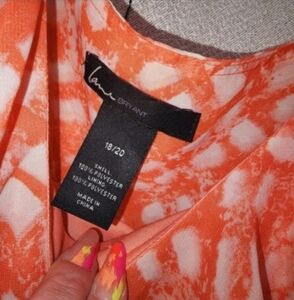 Lane
BRYANT
18/20
SHELL
100% POLYESTER
LINING
100% POLYESTER
MADE IN
CHINA